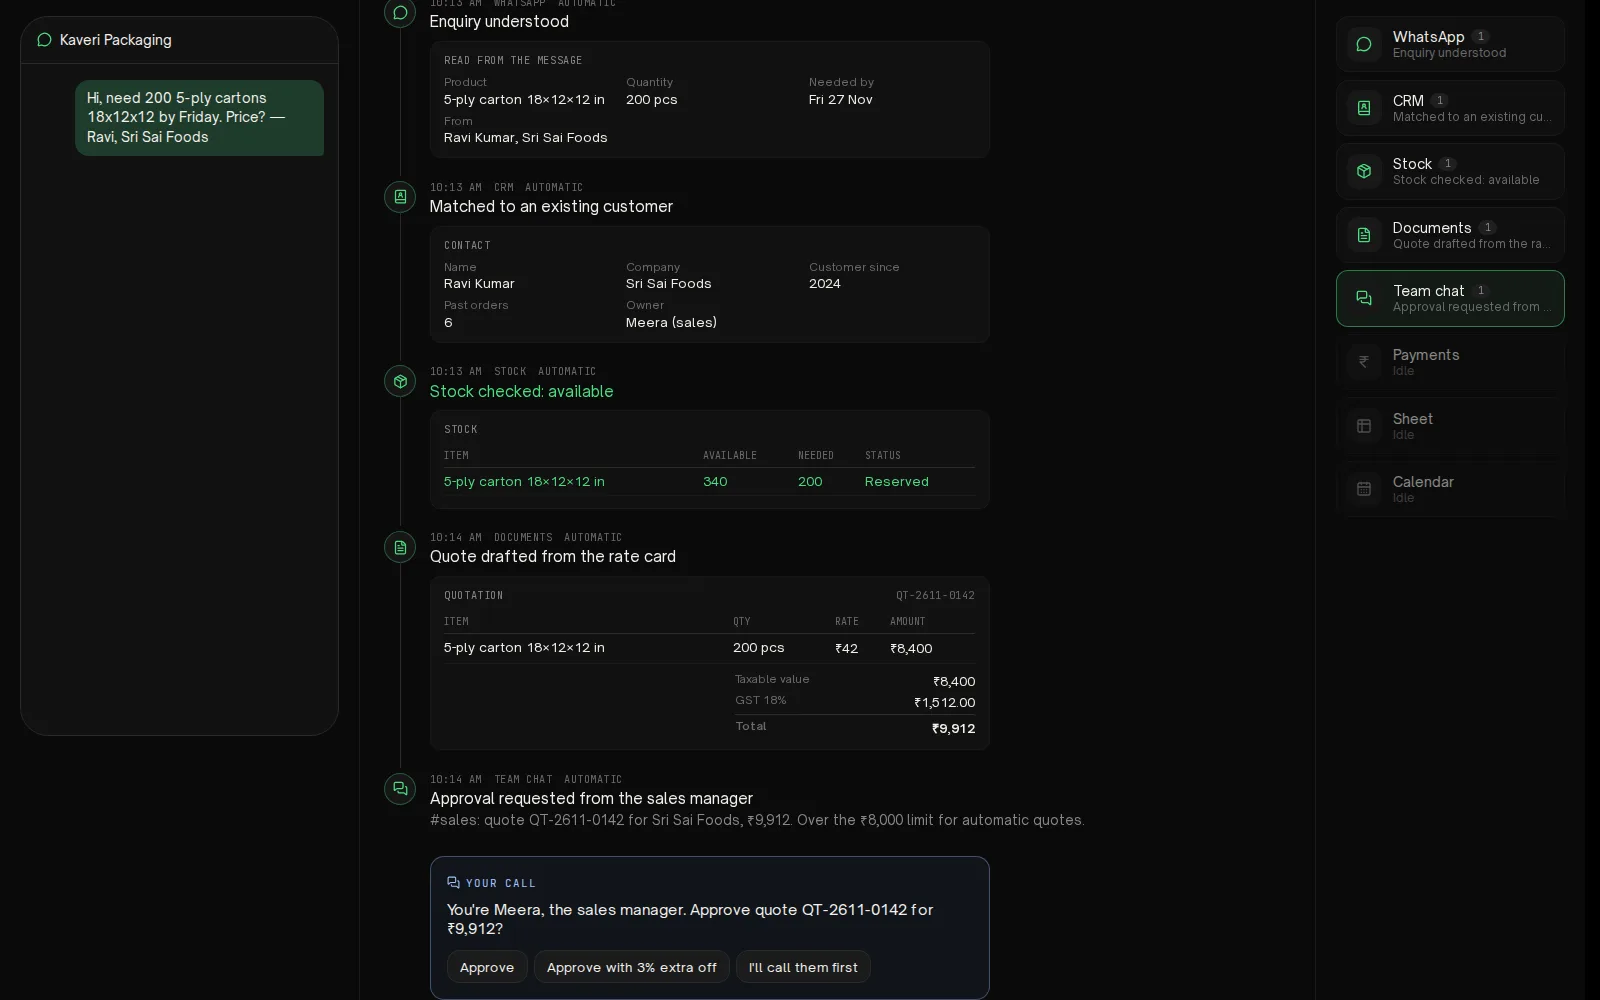 Kaveri Packaging
Hi, need 200 5-ply cartons
18x12x12 by Friday. Price? —
Ravi, Sri Sai Foods
10:13 AM WHATSAPP AUTOMATIC
Enquiry understood
READ FROM THE MESSAGE
Product Quantity Needed by
5-ply carton 18×12×12 in 200 pcs Fri 27 Nov
From
Ravi Kumar, Sri Sai Foods
10:13 AM CRM AUTOMATIC
Matched to an existing customer
CONTACT
Name Company Customer since
Ravi Kumar Sri Sai Foods 2024
Past orders Owner
6 Meera (sales)
10:13 AM STOCK AUTOMATIC
Stock checked: available
STOCK
ITEM AVAILABLE NEEDED STATUS
5-ply carton 18×12×12 in 340 200 Reserved
10:14 AM DOCUMENTS AUTOMATIC
Quote drafted from the rate card
QUOTATION QT-2611-0142
ITEM QTY RATE AMOUNT
5-ply carton 18×12×12 in 200 pcs ₹42 ₹8,400
Taxable value ₹8,400
GST 18% ₹1,512.00
Total ₹9,912
10:14 AM TEAM CHAT AUTOMATIC
Approval requested from the sales manager
#sales: quote QT-2611-0142 for Sri Sai Foods, ₹9,912. Over the ₹8,000 limit for automatic quotes.
YOUR CALL
You're Meera, the sales manager. Approve quote QT-2611-0142 for
₹9,912?
Approve Approve with 3% extra off I'll call them first
WhatsApp 1
Enquiry understood
CRM 1
Matched to an existing cu...
Stock 1
Stock checked: available
Documents 1
Quote drafted from the ra...
Team chat 1
Approval requested from ...
Payments
Idle
Sheet
Idle
Calendar
Idle